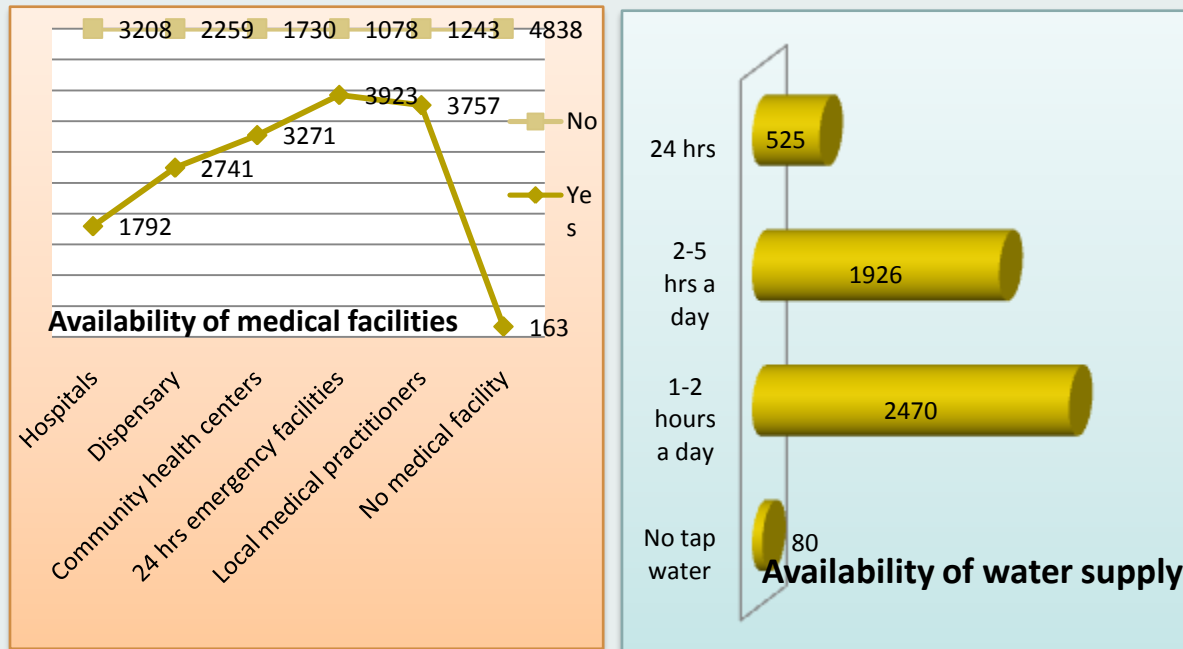 3208 2259 1730 1078 1243 4838
No
3923
3757
3271
2741
Ye
s
1792
163
Availability of medical facilities
Hospitals
Dispensary
Community health centers
24 hrs emergency facilities
Local medical practitioners
No medical facility
24 hrs
525
2-5
hrs a
day
1926
1-2
hours
a day
2470
No tap
water
80
Availability of water supply